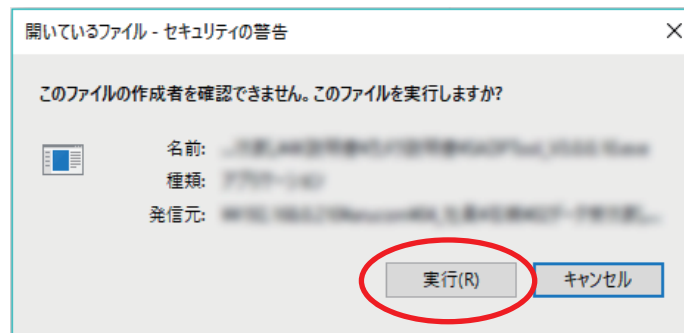 開いているファイル - セキュリティの警告
このファイルの作成者を確認できません。このファイルを実行しますか?
名前:
種類:
発信元:
実行(R)
キャンセル